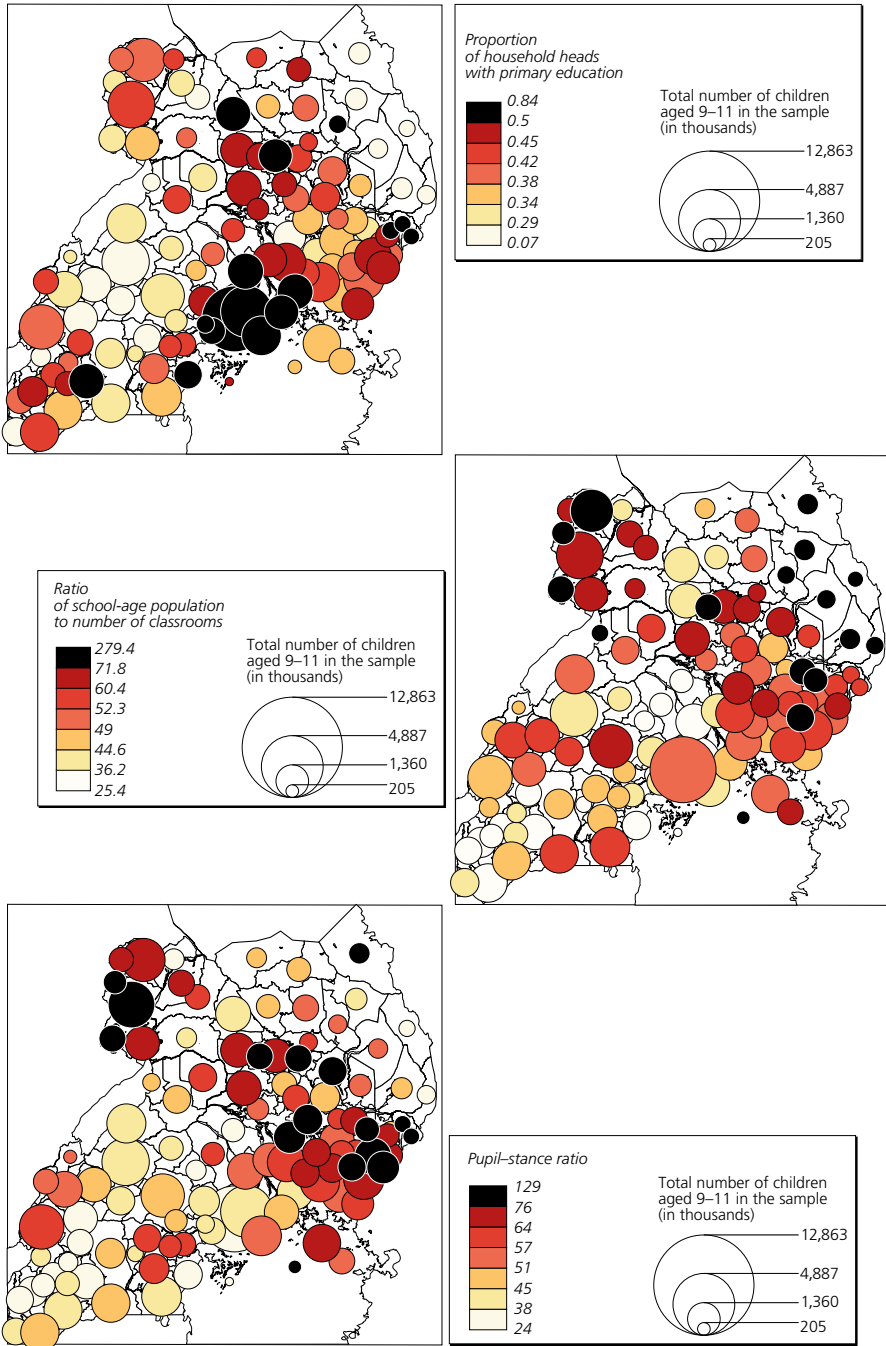 Proportion
of household heads
with primary education
0.84
0.5
0.45
0.42
0.38
0.34
0.29
0.07
Total number of children
aged 9–11 in the sample
(in thousands)
12,863
4,887
1,360
205
Ratio
of school-age population
to number of classrooms
279.4
71.8
60.4
52.3
49
44.6
36.2
25.4
Total number of children
aged 9–11 in the sample
(in thousands)
12,863
4,887
1,360
205
Pupil–stance ratio
129
76
64
57
51
45
38
24
Total number of children
aged 9–11 in the sample
(in thousands)
12,863
4,887
1,360
205